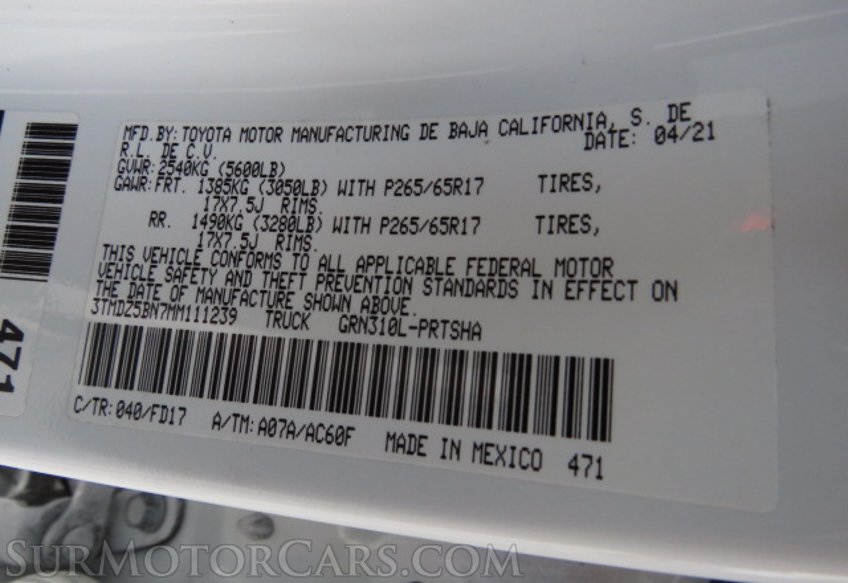 MFD. BY: TOYOTA MOTOR MANUFACTURING DE BAJA CALIFORNIA, S. DE
R.L. DE C.V. DATE: 04/21
GVWR: 2540KG (5600LB)
GAWR: FRT. 1385KG (3050LB) WITH P265/65R17 TIRES,
17X7.5J RIMS.
RR. 1490KG (3280LB) WITH P265/65R17 TIRES,
17X7.5J RIMS.
THIS VEHICLE CONFORMS TO ALL APPLICABLE FEDERAL MOTOR
VEHICLE SAFETY AND THEFT PREVENTION STANDARDS IN EFFECT ON
THE DATE OF MANUFACTURE SHOWN ABOVE.
3TMDZ5BN7MM111239 TRUCK GRN310L-PRTSHA
C/TR: 040/FD17 A/TM: A07A/AC60F MADE IN MEXICO 471
471
SURMOTORCARS.COM